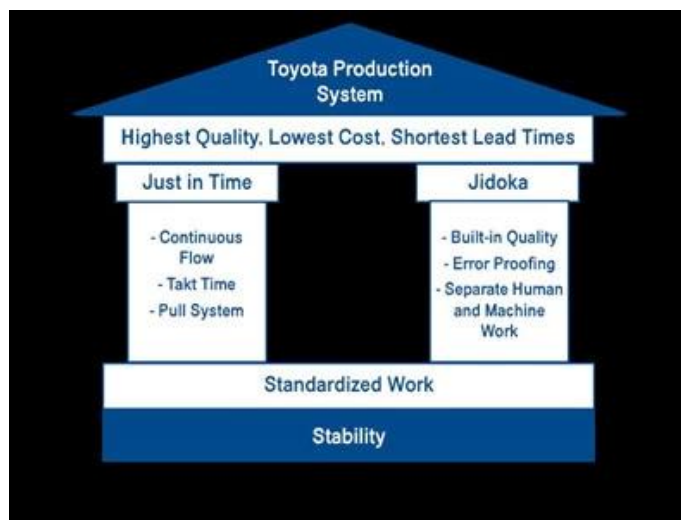 Toyota Production
System
Highest Quality, Lowest Cost, Shortest Lead Times
Just in Time
- Continuous
Flow
- Takt Time
- Pull System
Jidoka
- Built-in Quality
- Error Proofing
- Separate Human
and Machine
Work
Standardized Work
Stability